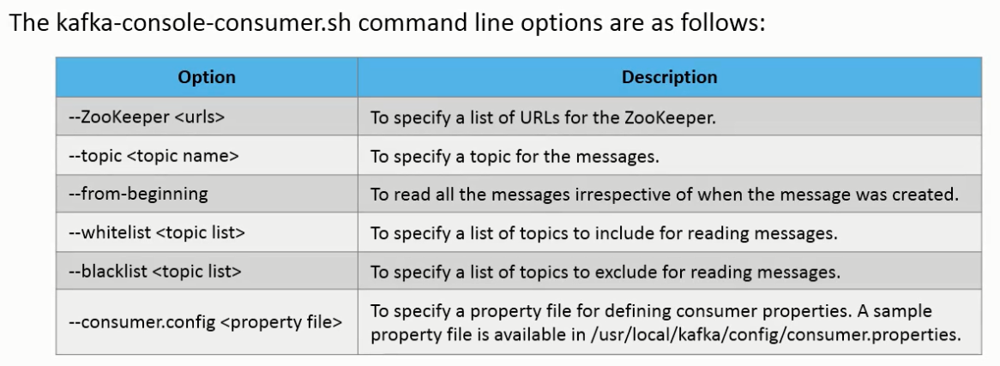 The kafka-console-consumer.sh command line options are as follows:
Option Description
--ZooKeeper <urls> To specify a list of URLs for the ZooKeeper.
--topic <topic name> To specify a topic for the messages.
--from-beginning To read all the messages irrespective of when the message was created.
--whitelist <topic list> To specify a list of topics to include for reading messages.
--blacklist <topic list> To specify a list of topics to exclude for reading messages.
--consumer.config <property file> To specify a property file for defining consumer properties. A sample
property file is available in /usr/local/kafka/config/consumer.properties.